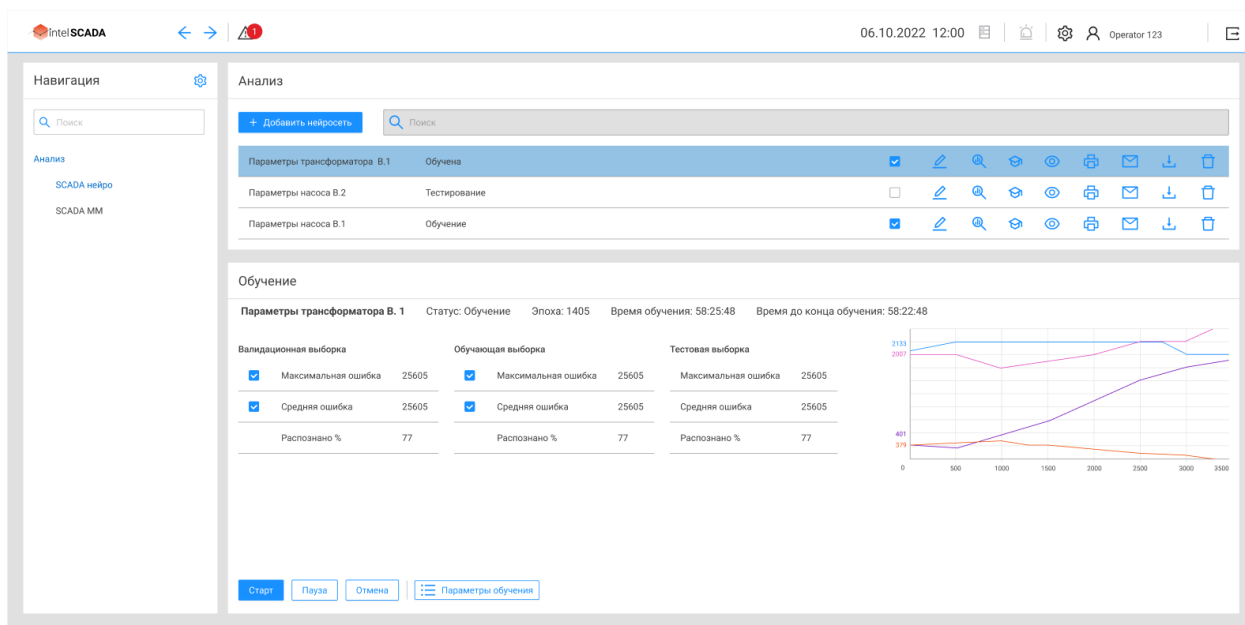 intel SCADA
1
06.10.2022 12:00
Operator 123
Навигация
Поиск
Анализ
SCADA нейро
SCADA ММ
Анализ
+ Добавить нейросеть
Поиск
Параметры трансформатора В.1 Обучена
Параметры насоса В.2 Тестирование
Параметры насоса В.1 Обучение
Обучение
Параметры трансформатора В. 1 Статус: Обучение Эпоха: 1405 Время обучения: 58:25:48 Время до конца обучения: 58:22:48
Валидационная выборка
Максимальная ошибка 25605
Средняя ошибка 25605
Распознано % 77
Обучающая выборка
Максимальная ошибка 25605
Средняя ошибка 25605
Распознано % 77
Тестовая выборка
Максимальная ошибка 25605
Средняя ошибка 25605
Распознано % 77
2133
2007
401
379
0 500 1000 1500 2000 2500 3000 3500
Старт Пауза Отмена Параметры обучения